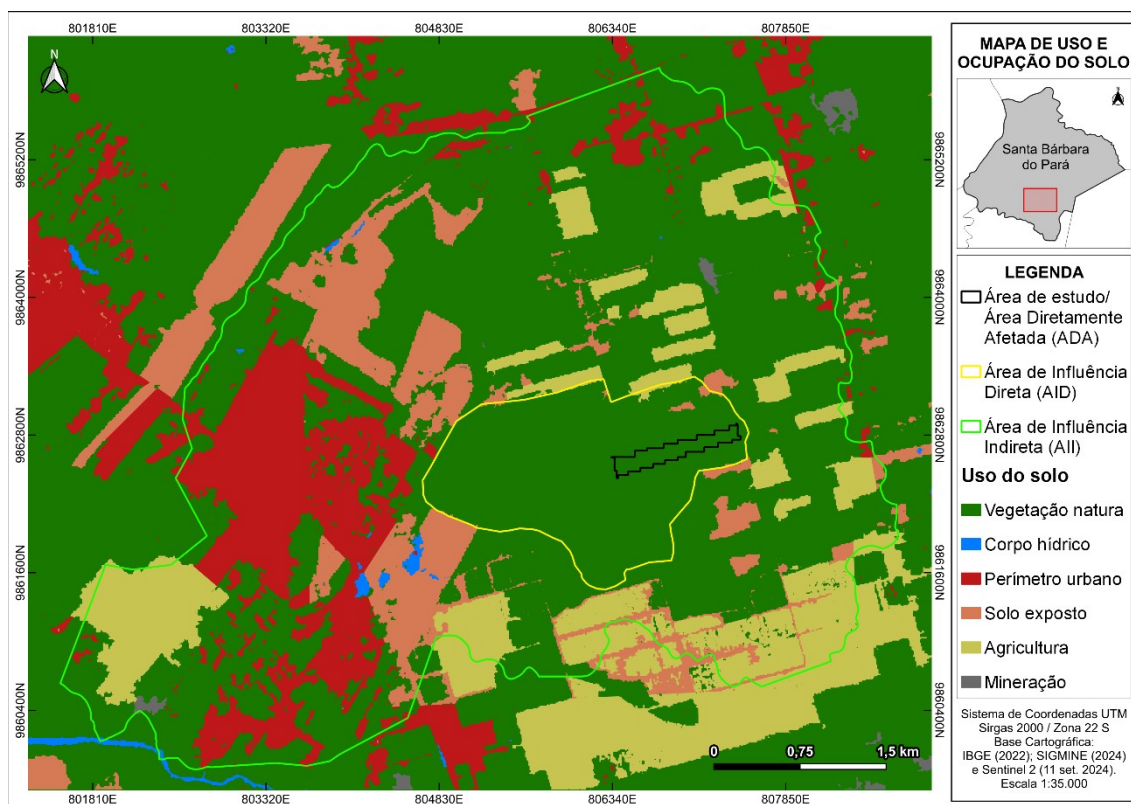 801810E 803320E 804830E 806340E 807850E
N
9865200N
9864000N
9862800N
9861600N
9860400N
9865200N
9864000N
9862800N
9861600N
9860400N
0 0,75 1,5 km
801810E 803320E 804830E 806340E 807850E
MAPA DE USO E
OCUPAÇÃO DO SOLO
Santa Bárbara
do Pará
LEGENDA
Área de estudo/
Área Diretamente
Afetada (ADA)
Área de Influência
Direta (AID)
Área de Influência
Indireta (AII)
Uso do solo
Vegetação natura
Corpo hídrico
Perímetro urbano
Solo exposto
Agricultura
Mineração
Sistema de Coordenadas UTM
Sirgas 2000 / Zona 22 S
Base Cartográfica:
IBGE (2022); SIGMINE (2024)
e Sentinel 2 (11 set. 2024).
Escala 1:35.000